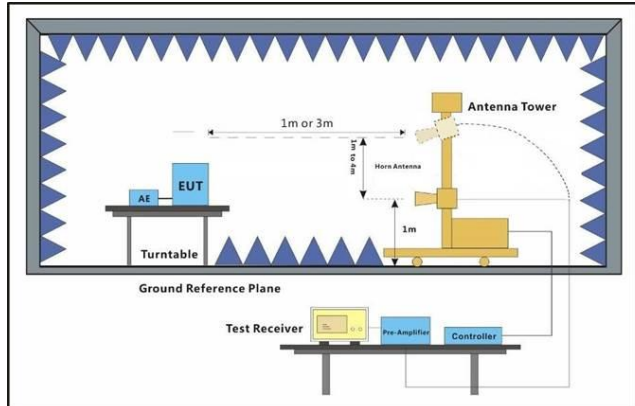 1m or 3m
Antenna Tower
1m to 4m
Horn Antenna
EUT
AE
1m
Turntable
Ground Reference Plane
Test Receiver
Pre-Amplifier
Controller